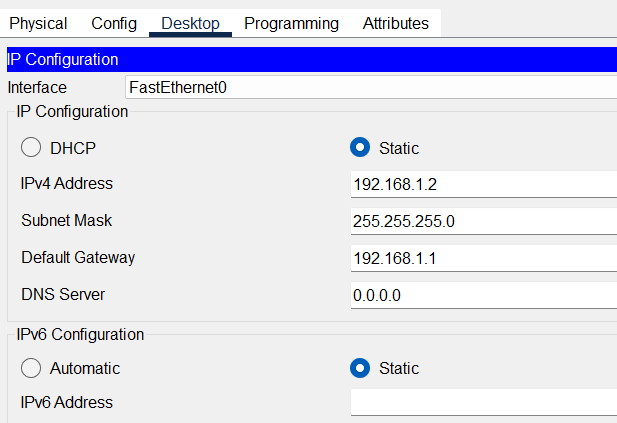 Physical Config Desktop Programming Attributes
IP Configuration
Interface FastEthernet0
IP Configuration
DHCP Static
IPv4 Address 192.168.1.2
Subnet Mask 255.255.255.0
Default Gateway 192.168.1.1
DNS Server 0.0.0.0
IPv6 Configuration
Automatic Static
IPv6 Address